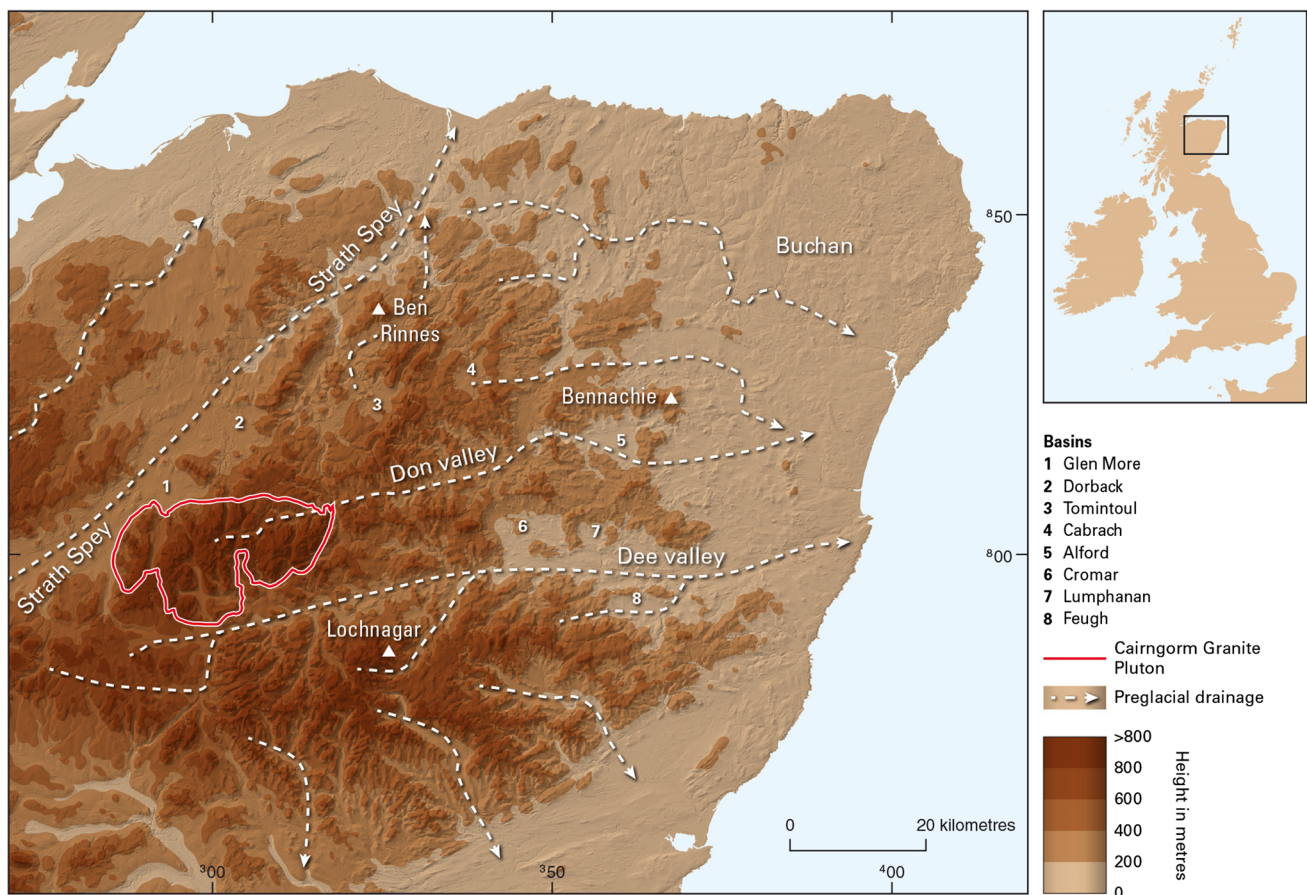 Strath Spey
Buchan
Ben
Rinnes
4
3
2
Bennachie
5
Don valley
1
Strath Spey
6
7
Dee valley
8
Lochnagar
⁸50
⁸00
0 20 kilometres
³00
³50
⁴00
Basins
1 Glen More
2 Dorback
3 Tomintoul
4 Cabrach
5 Alford
6 Cromar
7 Lumphanan
8 Feugh
Cairngorm Granite
Pluton
Preglacial drainage
>800
800
600
400
200
0
Height in metres